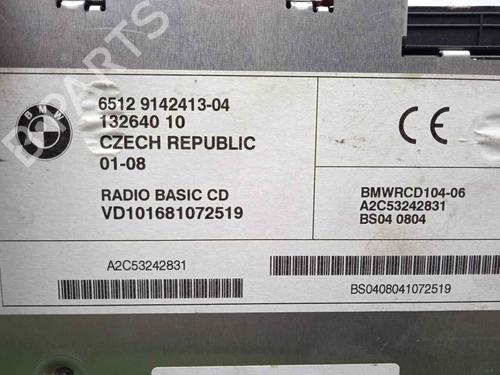 B-PARTS
BMW
6512 9142413-04
132640 10
CZECH REPUBLIC
01-08
RADIO BASIC CD
VD101681072519
CE
BMWRCD104-06
A2C53242831
BS04 0804
A2C53242831
BS0408041072519